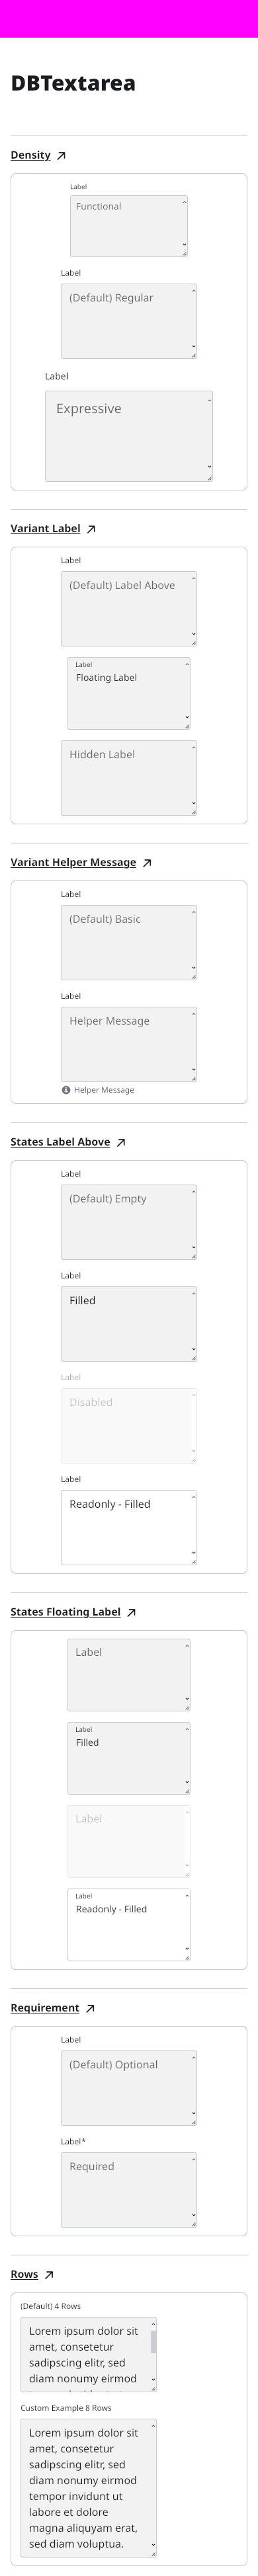 DBTextarea
Density
Label
Functional
Label
(Default) Regular
Label
Expressive
Variant Label
Label
(Default) Label Above
Label
Floating Label
Hidden Label
Variant Helper Message
Label
(Default) Basic
Label
Helper Message
Helper Message
States Label Above
Label
(Default) Empty
Label
Filled
Label
Disabled
Label
Readonly - Filled
States Floating Label
Label
Label
Filled
Label
Label
Readonly - Filled
Requirement
Label
(Default) Optional
Label*
Required
Rows
(Default) 4 Rows
Lorem ipsum dolor sit
amet, consetetur
sadipscing elitr, sed
diam nonumy eirmod
Custom Example 8 Rows
Lorem ipsum dolor sit
amet, consetetur
sadipscing elitr, sed
diam nonumy eirmod
tempor invidunt ut
labore et dolore
magna aliquyam erat,
sed diam voluptua.